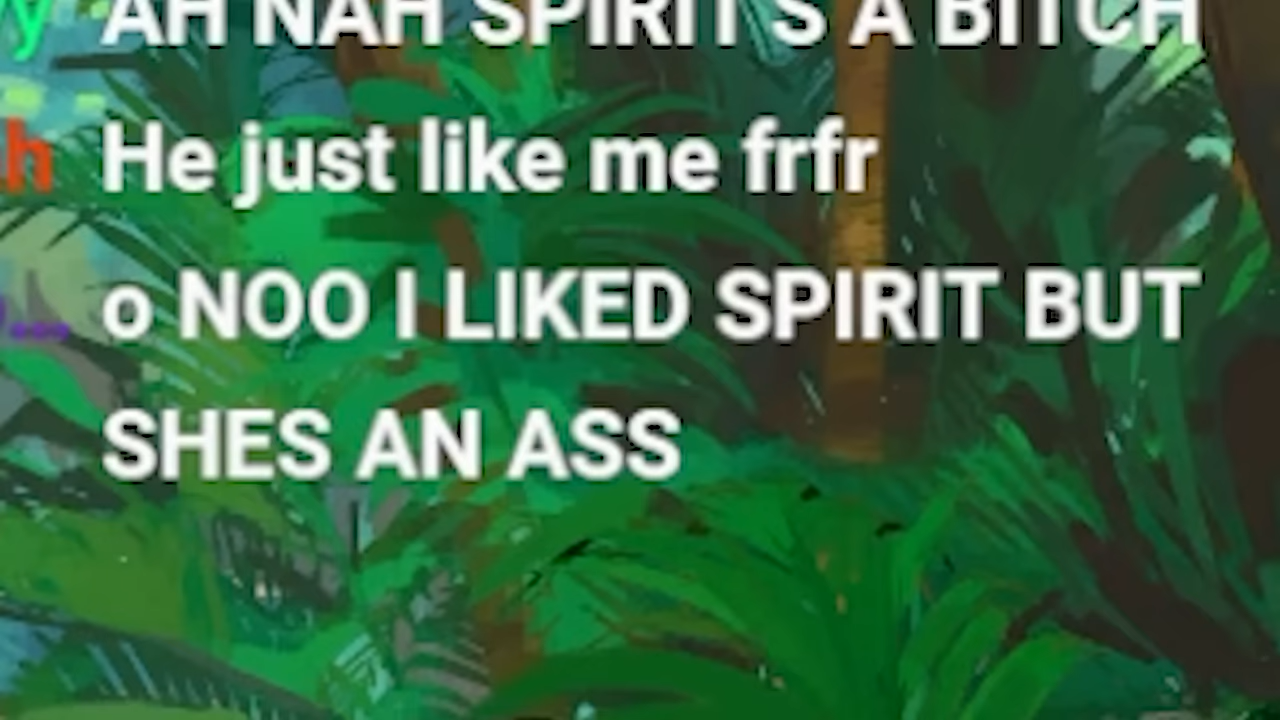 y AH NAH SPIRIT'S A BITCH
h He just like me frfr
... o NOO I LIKED SPIRIT BUT
SHES AN ASS